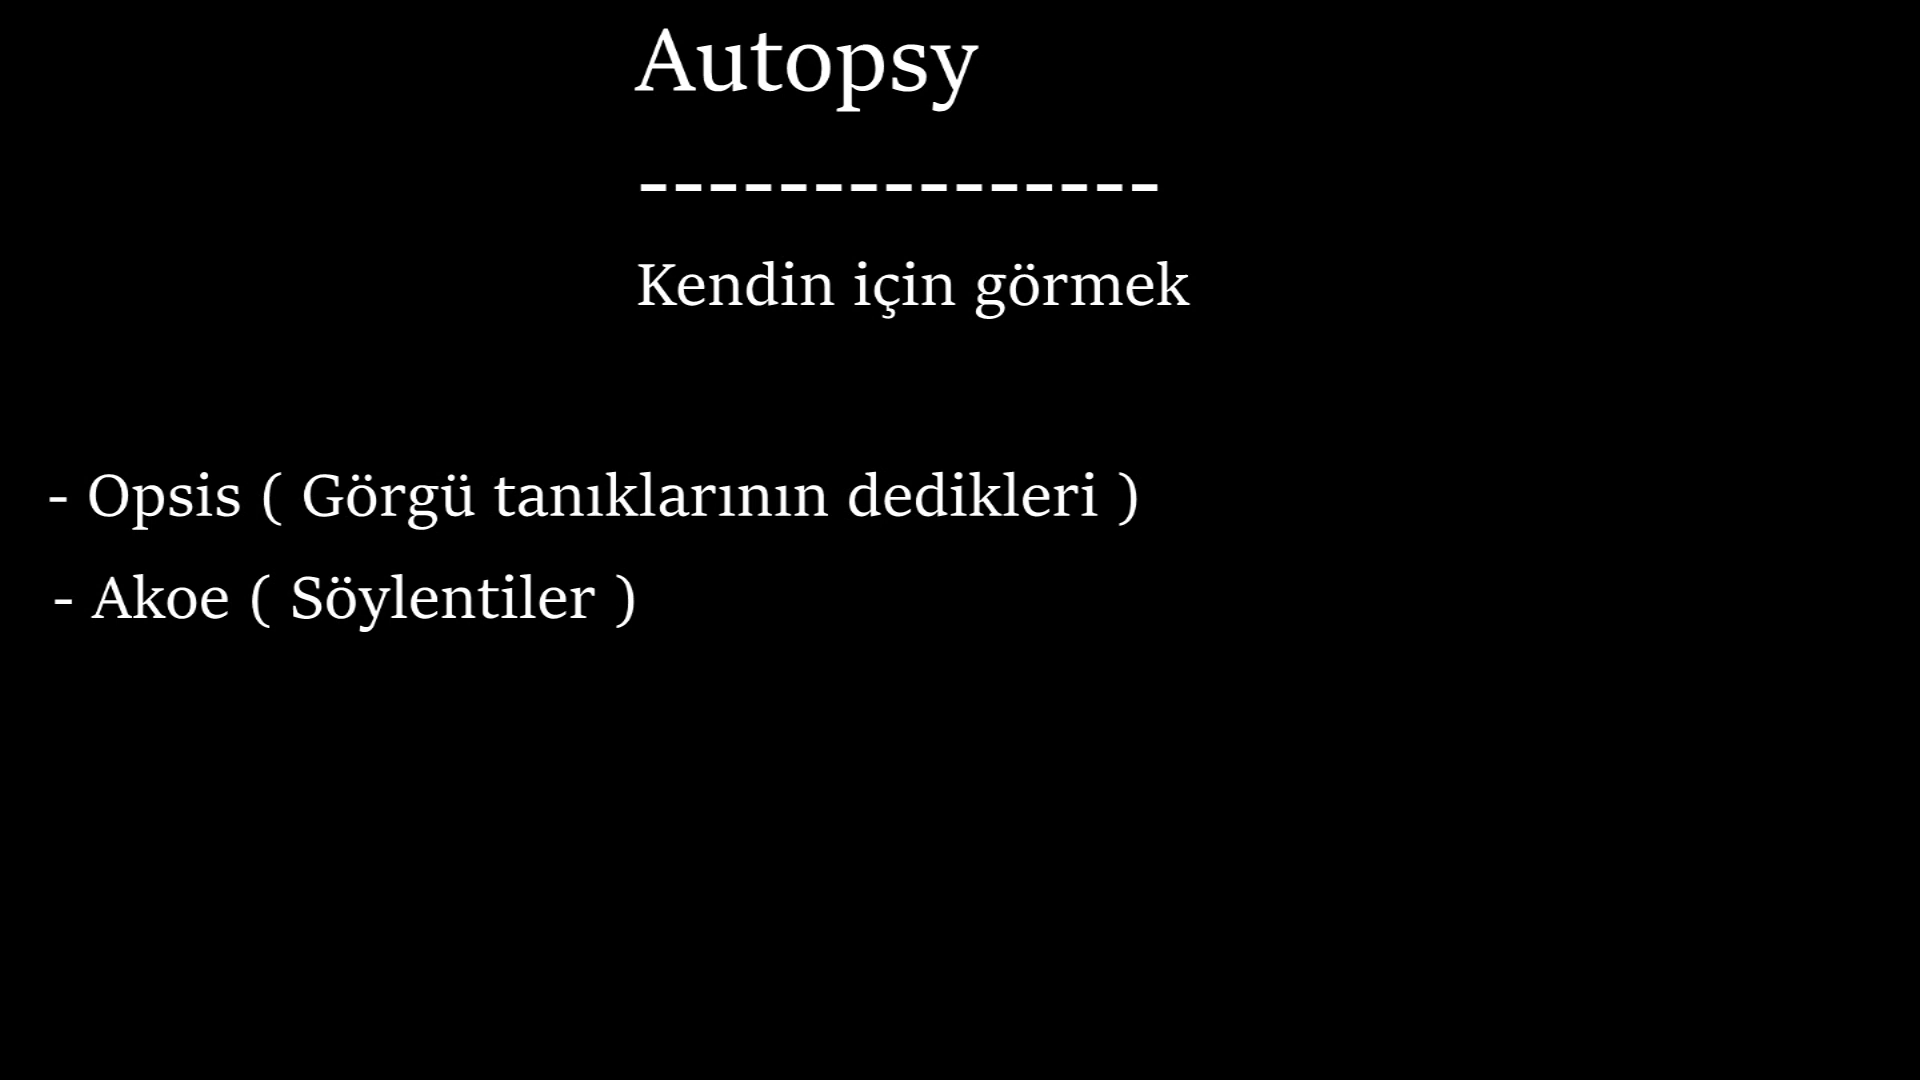 Autopsy
---------------
Kendin için görmek
- Opsis ( Görgü tanıklarının dedikleri )
- Akoe ( Söylentiler )